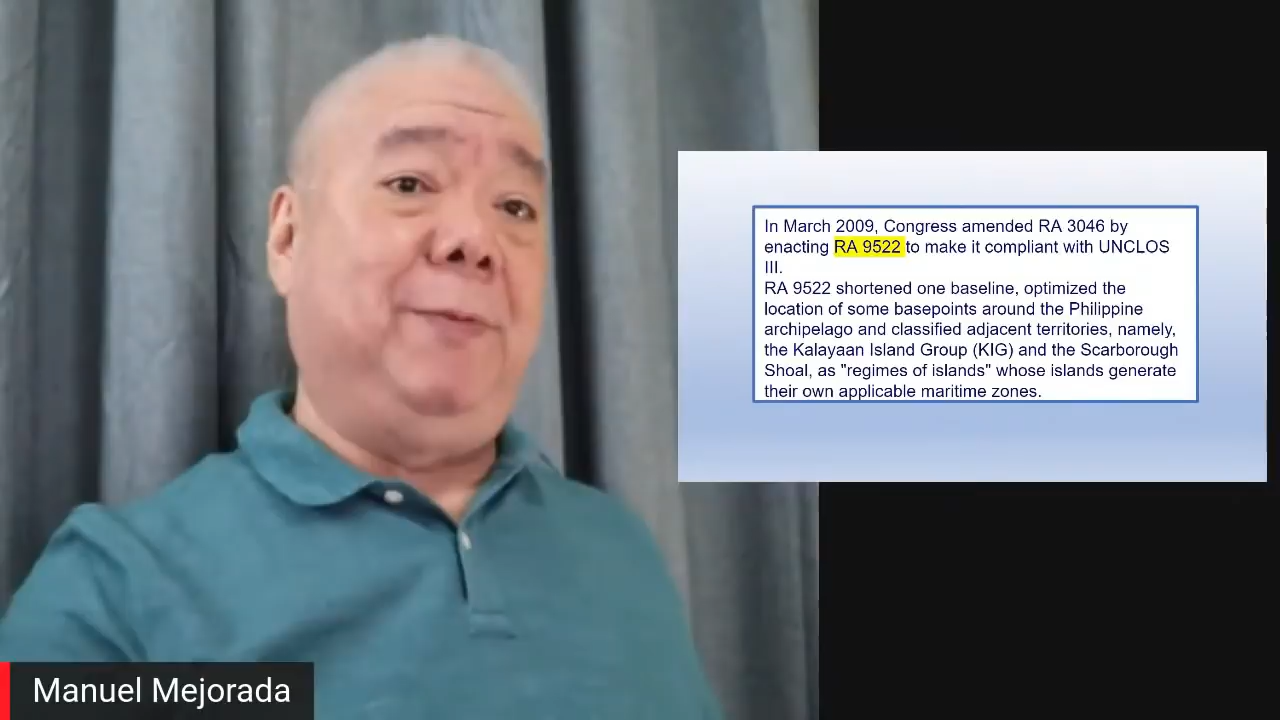 In March 2009, Congress amended RA 3046 by
enacting RA 9522 to make it compliant with UNCLOS
III.
RA 9522 shortened one baseline, optimized the
location of some basepoints around the Philippine
archipelago and classified adjacent territories, namely,
the Kalayaan Island Group (KIG) and the Scarborough
Shoal, as "regimes of islands" whose islands generate
their own applicable maritime zones.
Manuel Mejorada